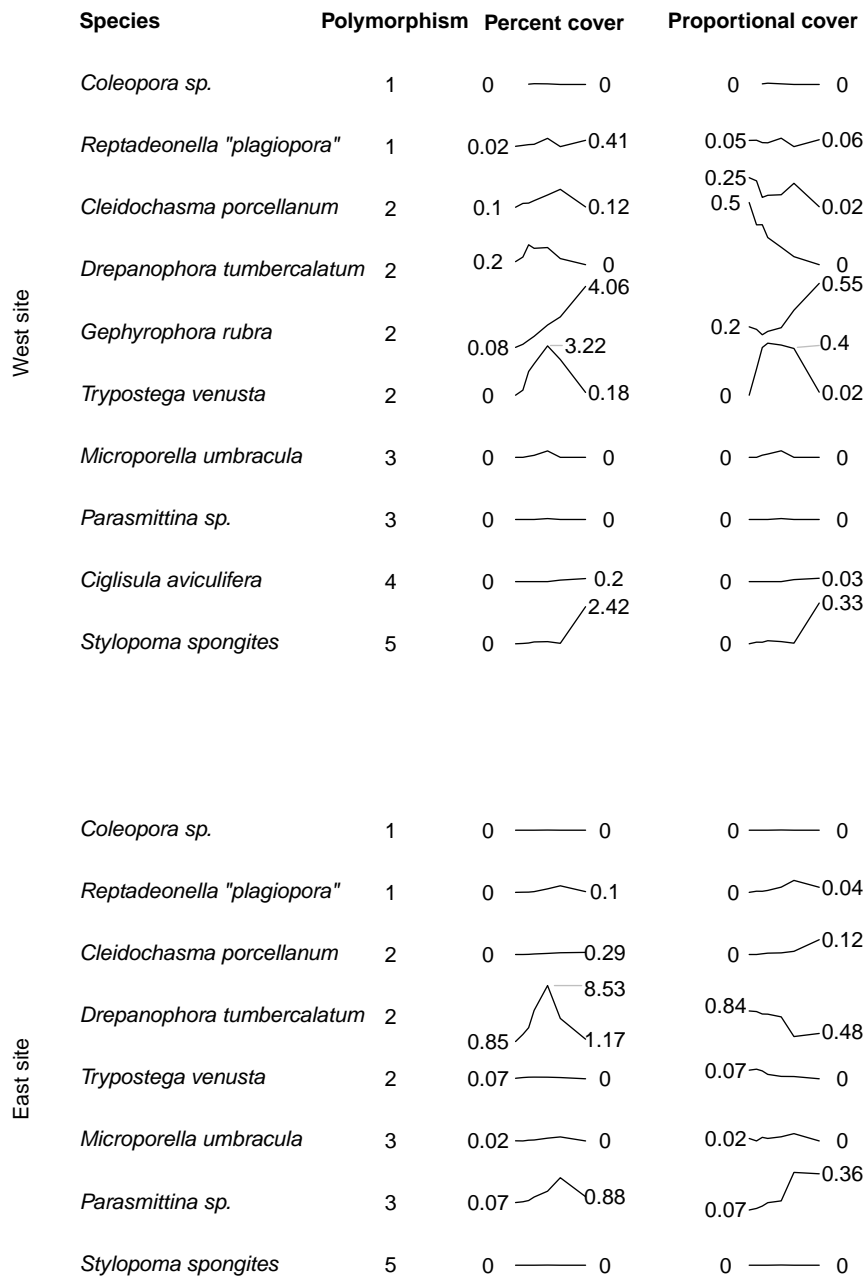 Species Polymorphism Percent cover Proportional cover
West site
Coleopora sp. 1 0 0 0 0
Reptadeonella "plagiopora" 1 0.02 0.41 0.05 0.06
0.25
Cleidochasma porcellanum 2 0.1 0.12 0.5 0.02
Drepanophora tumbercalatum 2 0.2 0 0
4.06 0.55
Gephyrophora rubra 2 0.08 3.22 0.2 0.4
Trypostega venusta 2 0 0.18 0 0.02
Microporella umbracula 3 0 0 0 0
Parasmittina sp. 3 0 0 0 0
Ciglisula aviculifera 4 0 0.2 0 0.03
2.42 0.33
Stylopoma spongites 5 0 0
East site
Coleopora sp. 1 0 0 0 0
Reptadeonella "plagiopora" 1 0 0.1 0 0.04
Cleidochasma porcellanum 2 0 0.29 0 0.12
8.53
Drepanophora tumbercalatum 2 0.85 1.17 0.84 0.48
Trypostega venusta 2 0.07 0 0.07 0
Microporella umbracula 3 0.02 0 0.02 0
Parasmittina sp. 3 0.07 0.88 0.07 0.36
Stylopoma spongites 5 0 0 0 0